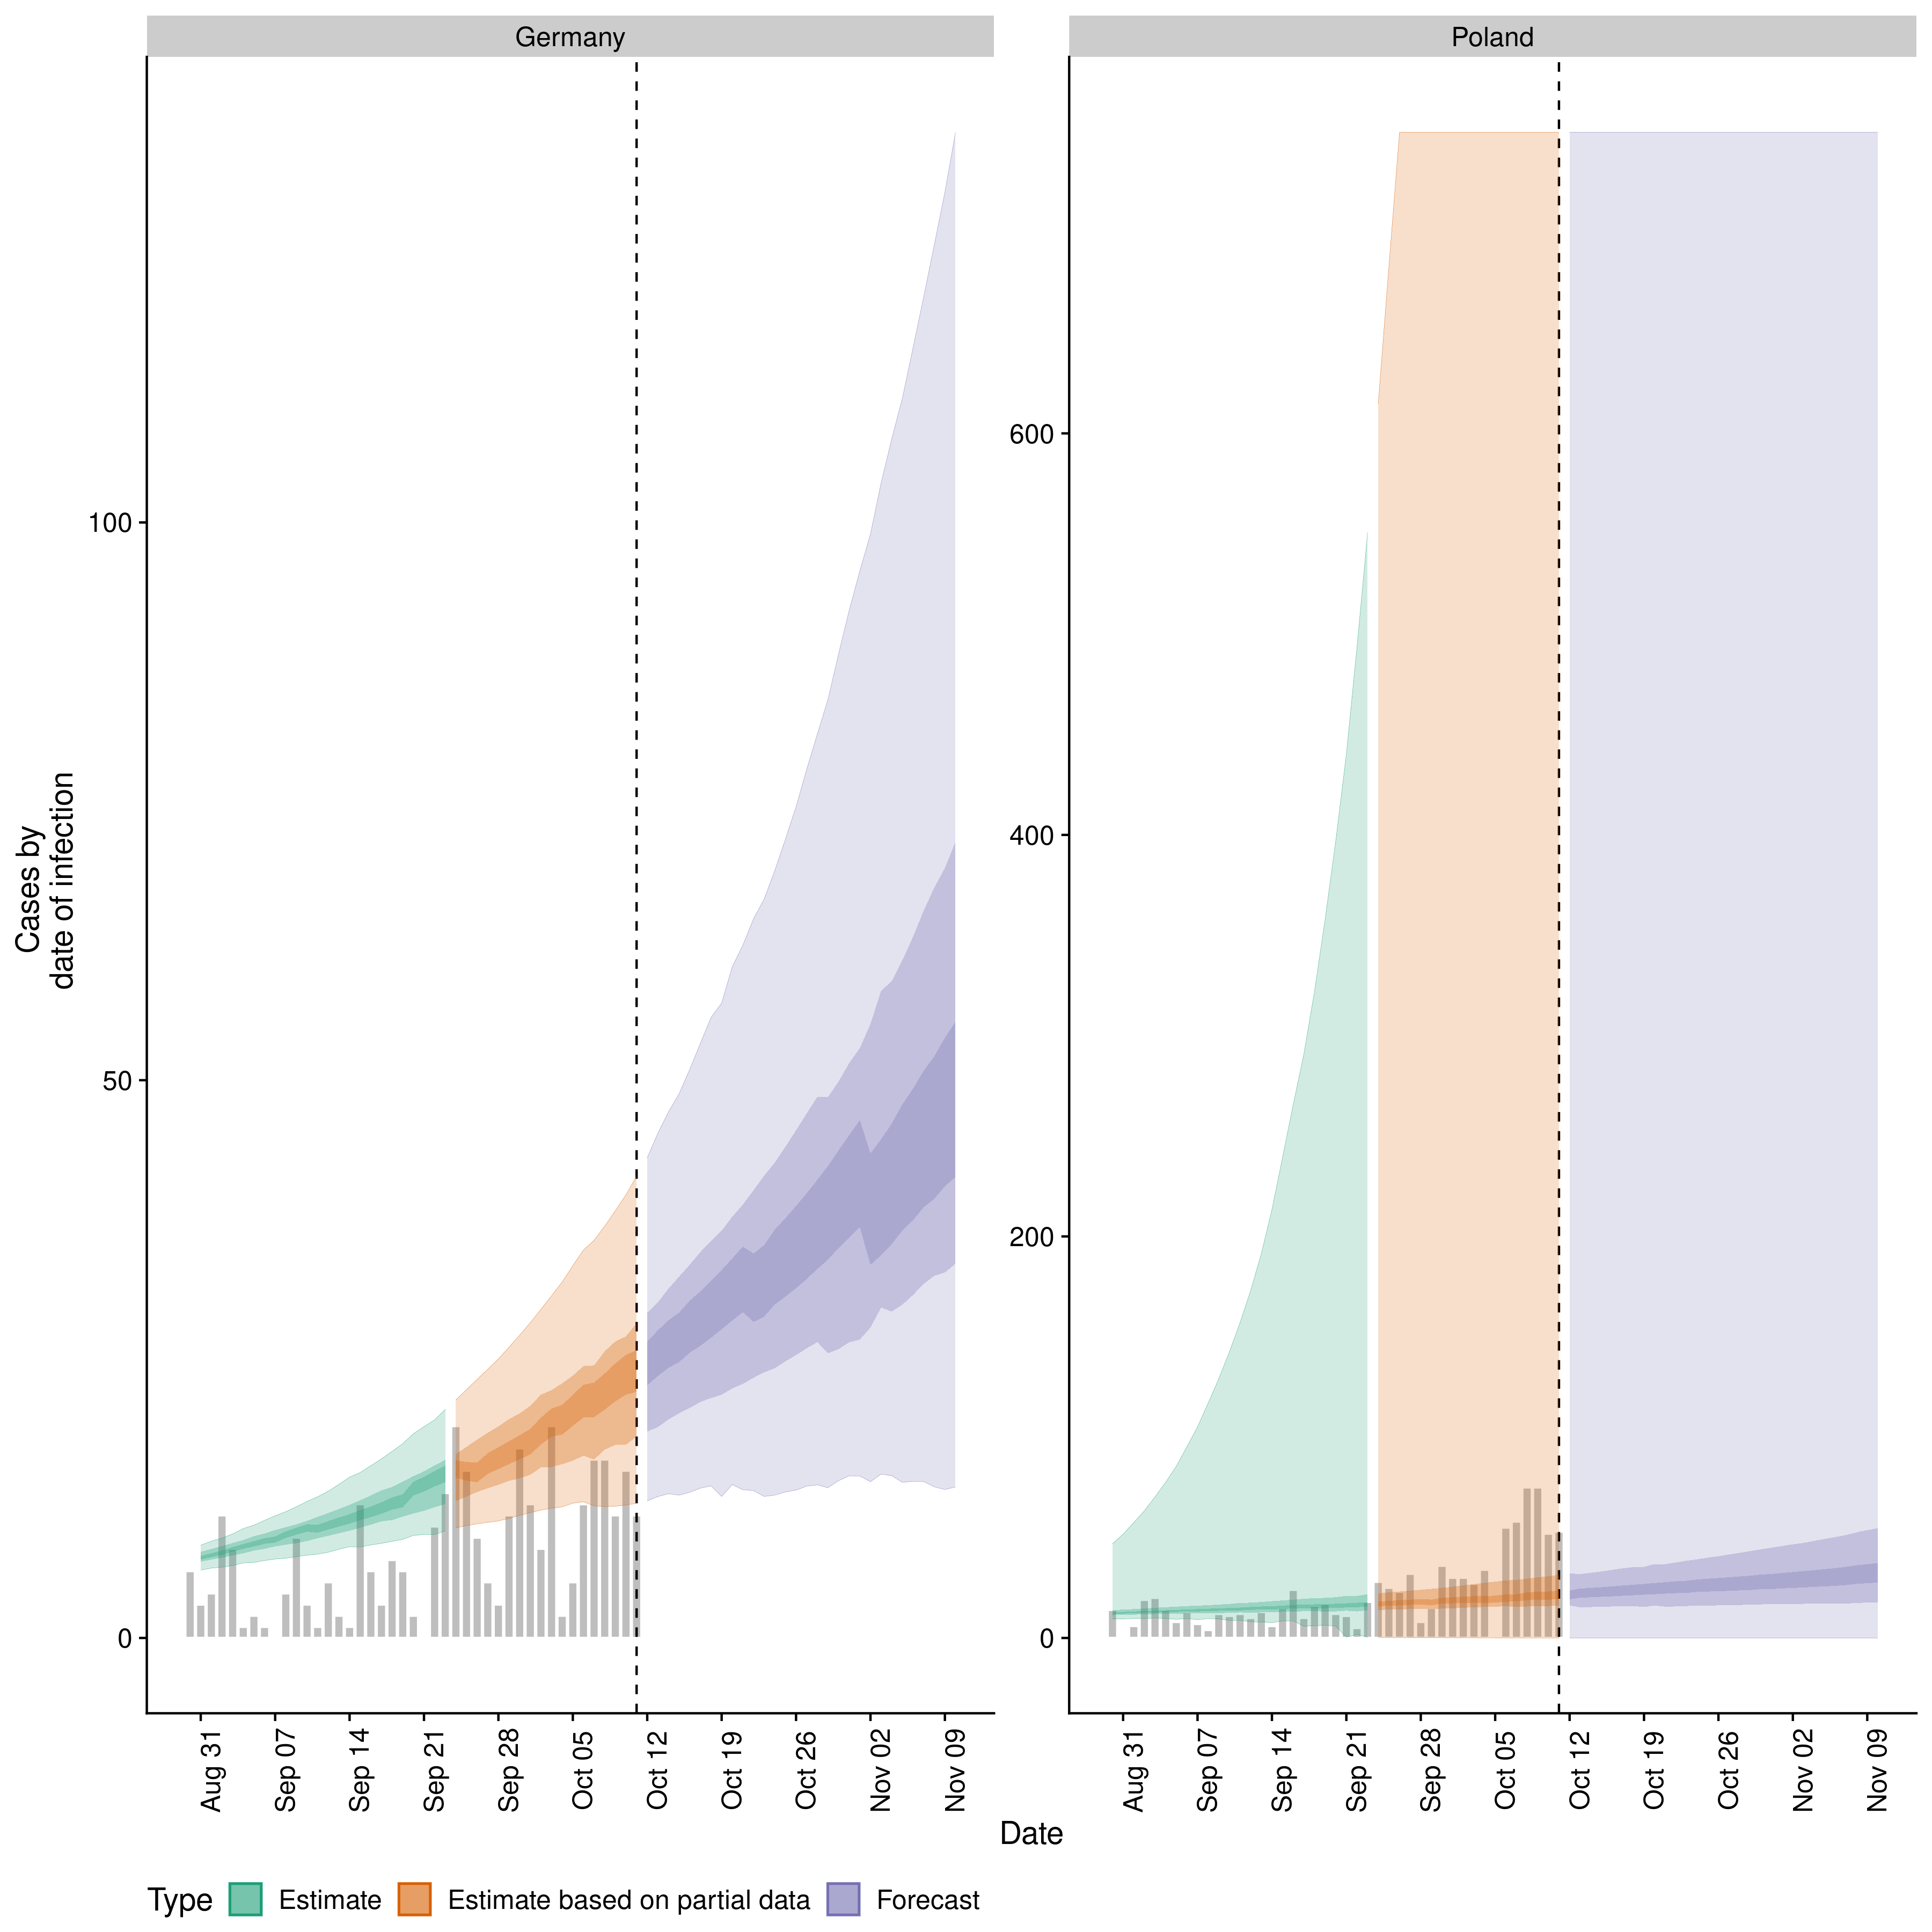 Germany
Poland
Cases by
date of infection
100
50
0
600
400
200
0
Aug 31
Sep 07
Sep 14
Sep 21
Sep 28
Oct 05
Oct 12
Oct 19
Oct 26
Nov 02
Nov 09
Aug 31
Sep 07
Sep 14
Sep 21
Sep 28
Oct 05
Oct 12
Oct 19
Oct 26
Nov 02
Nov 09
Date
Type Estimate Estimate based on partial data Forecast